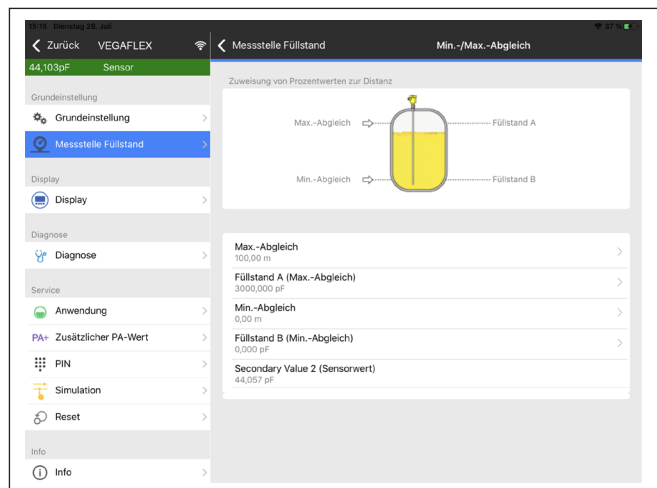 15:15 Dienstag 28. Juli
37 %
Zurück VEGAFLEX
44,103pF Sensor
Grundeinstellung
Grundeinstellung
Messstelle Füllstand
Display
Display
Diagnose
Diagnose
Service
Anwendung
PA+ Zusätzlicher PA-Wert
PIN
Simulation
Reset
Info
Info
Messstelle Füllstand
Min.-/Max.-Abgleich
Zuweisung von Prozentwerten zur Distanz
Max.-Abgleich Füllstand A
Min.-Abgleich Füllstand B
Max.-Abgleich
100,00 m
Füllstand A (Max.-Abgleich)
3000,000 pF
Min.-Abgleich
0,00 m
Füllstand B (Min.-Abgleich)
0,000 pF
Secondary Value 2 (Sensorwert)
44,057 pF